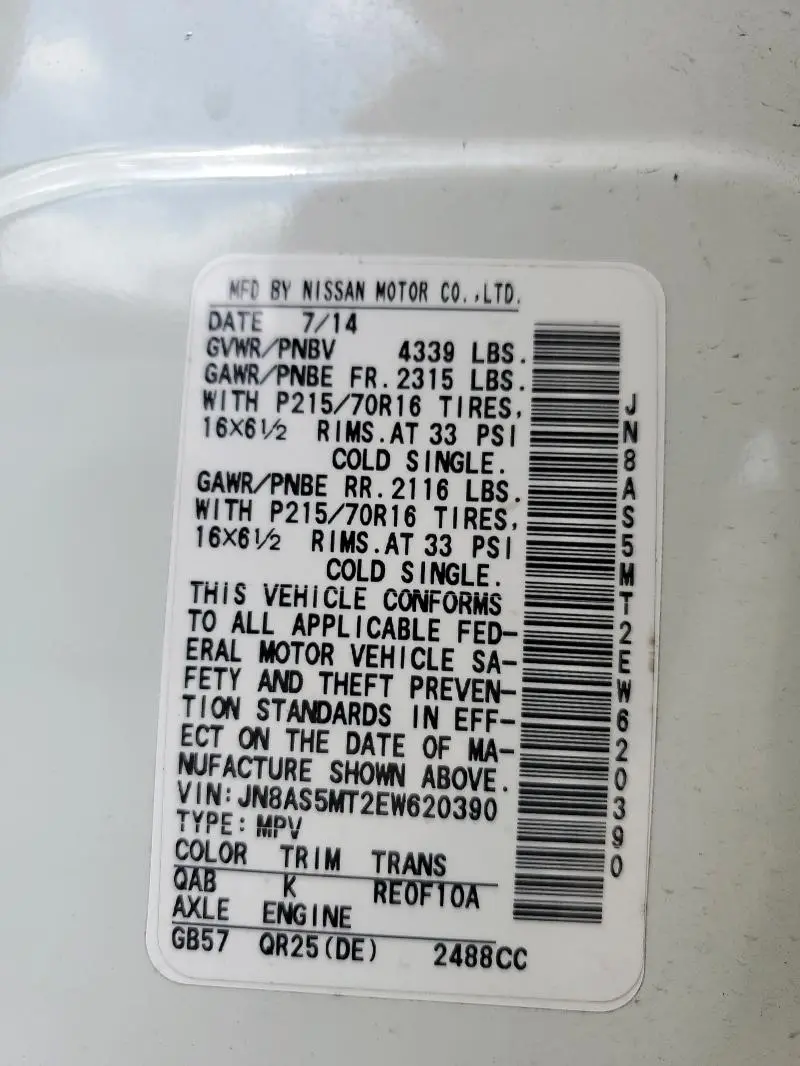 MFD BY NISSAN MOTOR CO.,LTD.
DATE 7/14
GVWR/PNBV 4339 LBS.
GAWR/PNBE FR.2315 LBS.
WITH P215/70R16 TIRES,
16X6½ RIMS.AT 33 PSI
COLD SINGLE.
GAWR/PNBE RR.2116 LBS.
WITH P215/70R16 TIRES,
16X6½ RIMS.AT 33 PSI
COLD SINGLE.
THIS VEHICLE CONFORMS
TO ALL APPLICABLE FED-
ERAL MOTOR VEHICLE SA-
FETY AND THEFT PREVEN-
TION STANDARDS IN EFF-
ECT ON THE DATE OF MA-
NUFACTURE SHOWN ABOVE.
VIN:JN8AS5MT2EW620390
TYPE:MPV
COLOR TRIM TRANS
QAB K RE0F10A
AXLE ENGINE
GB57 QR25(DE) 2488CC
JN8AS5MT2EW620390